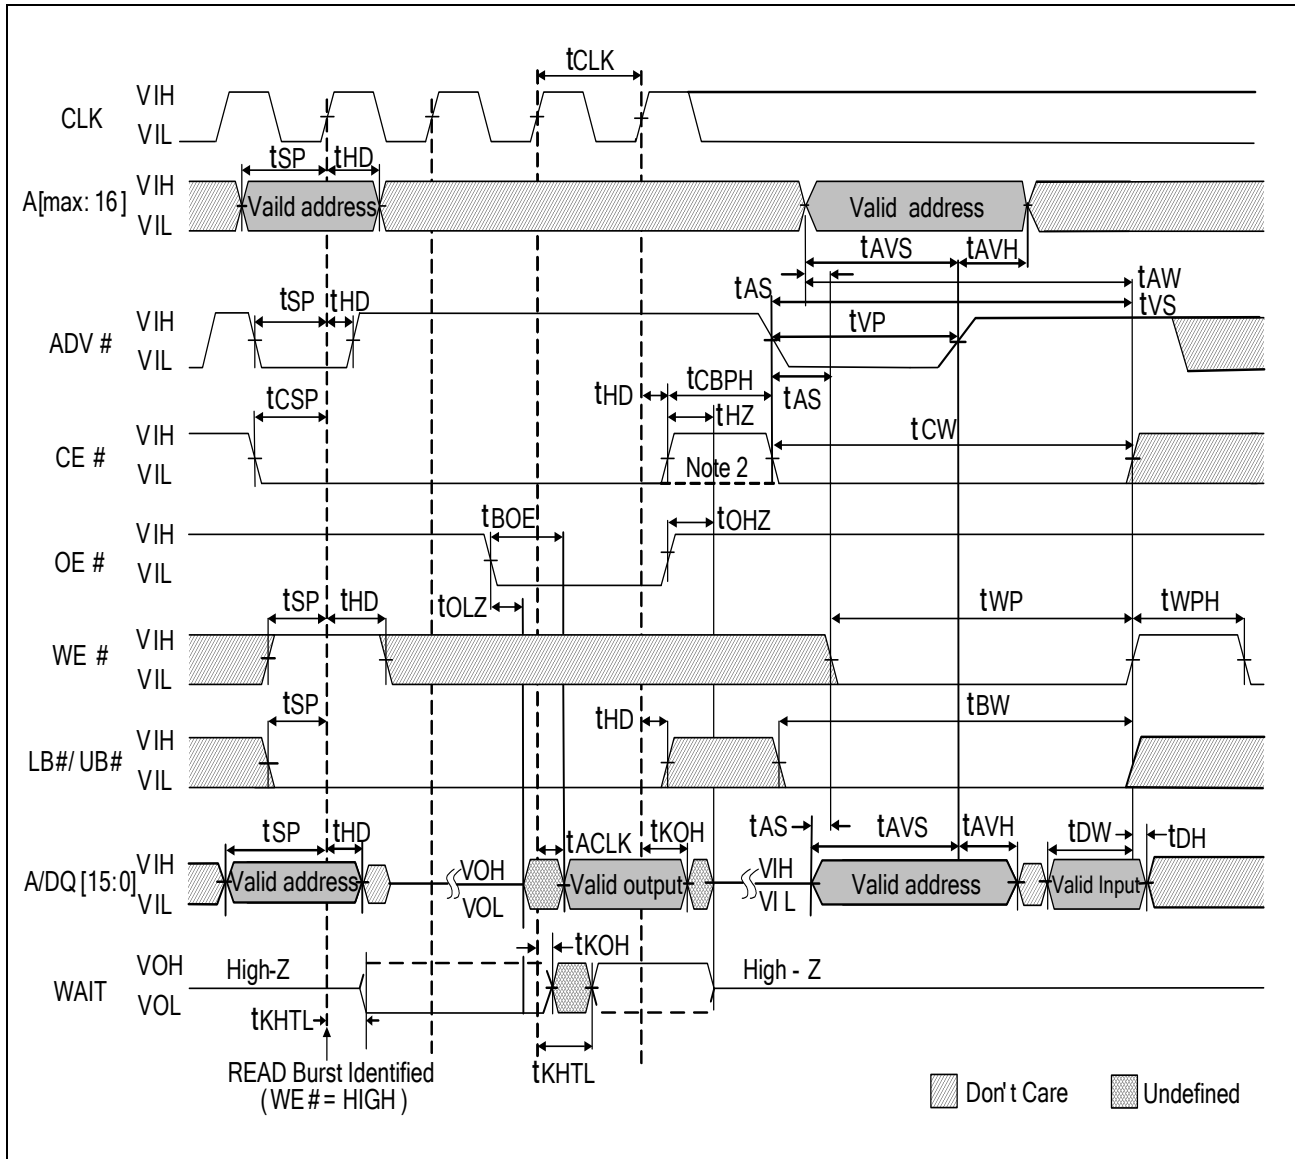 tCLK
CLK
VIH
VIL
tSP
tHD
A[max: 16]
VIH
VIL
Vaild address
Valid address
tAVS
tAVH
tAW
tAS
tVS
ADV #
VIH
VIL
tSP
tHD
tVP
tHD
tCBPH
tAS
tCSP
tHZ
tCW
CE #
VIH
VIL
Note 2
tBOE
tOHZ
OE #
VIH
VIL
tOLZ
tSP
tHD
tWP
tWPH
WE #
VIH
VIL
tSP
tHD
tBW
LB#/ UB#
VIH
VIL
tSP
tHD
tACLK
tKOH
tAS
tAVS
tAVH
tDW
tDH
A/DQ [15:0]
VIH
VIL
Valid address
VOH
VOL
Valid output
VIH
VIL
Valid address
Valid Input
tKOH
WAIT
VOH
VOL
High-Z
High - Z
tKHTL
tKHTL
READ Burst Identified
(WE# = HIGH )
Don't Care
Undefined